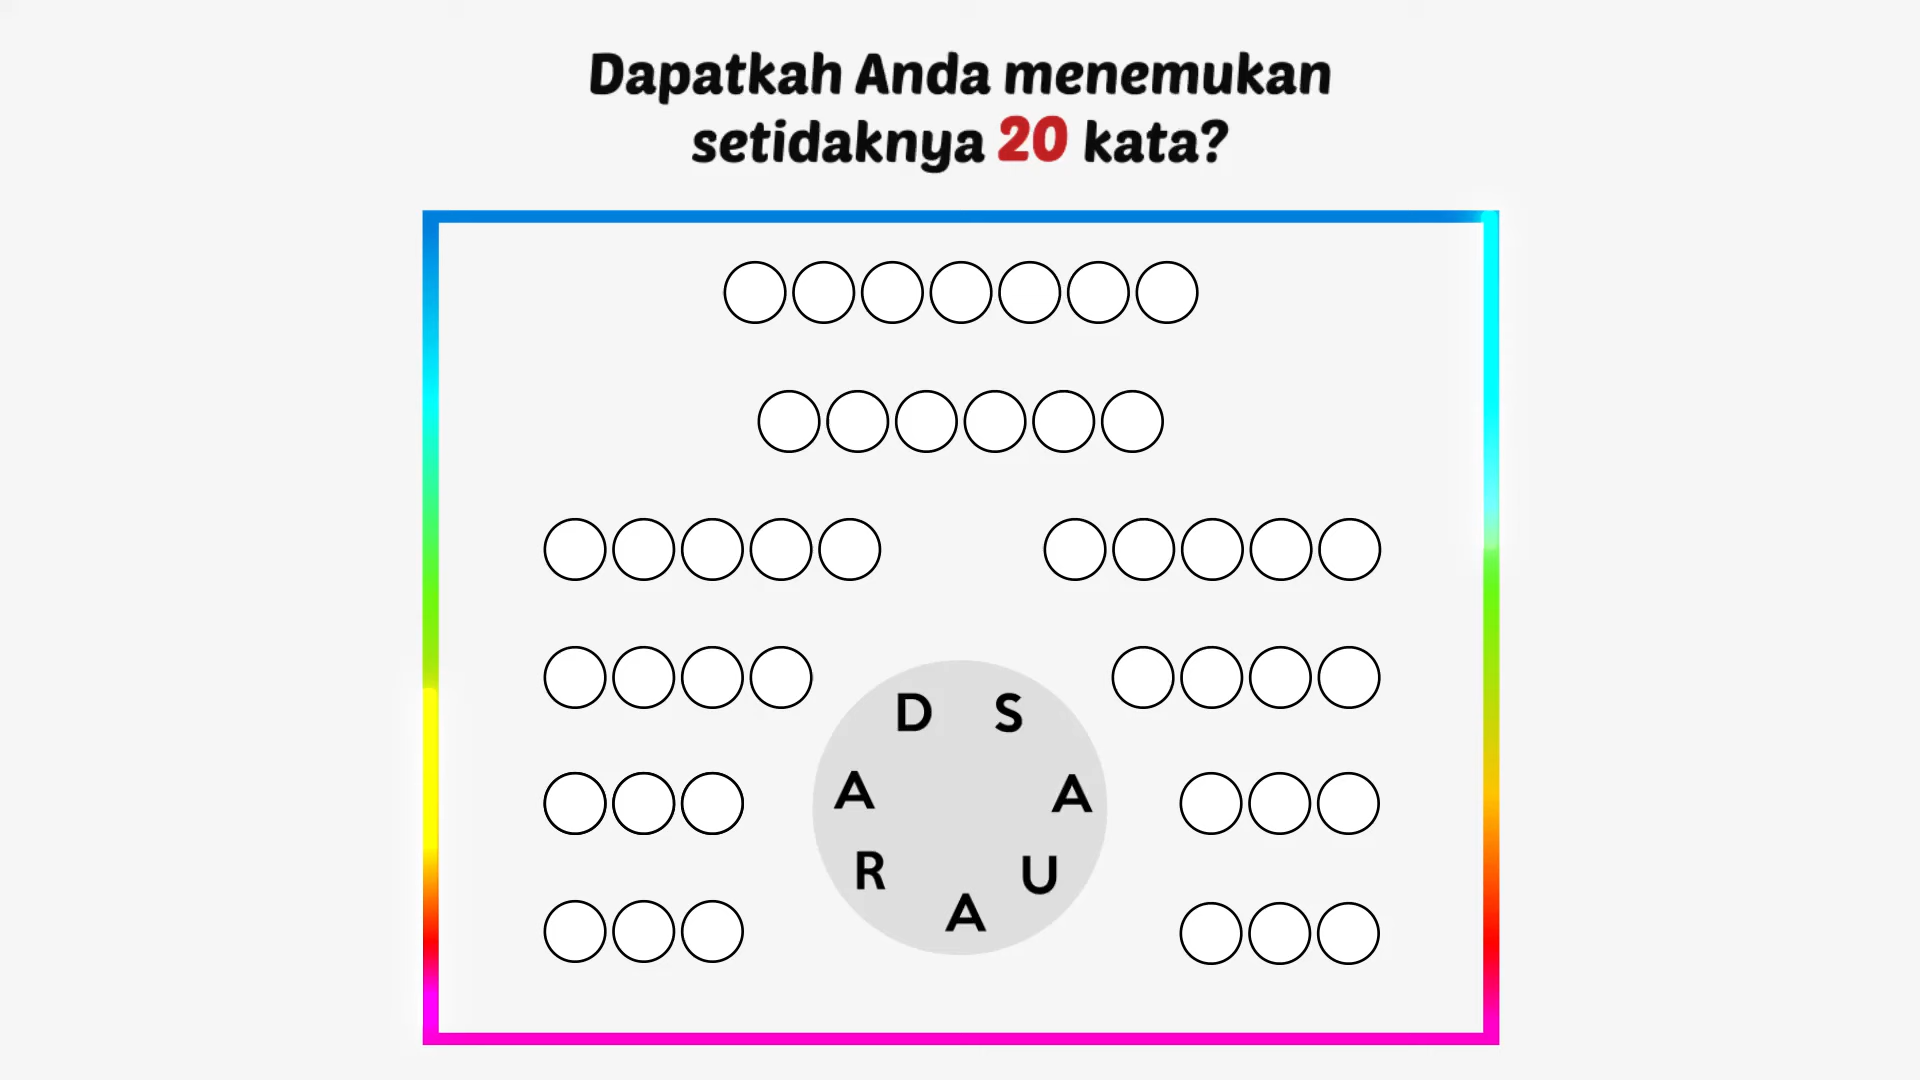 Dapatkah Anda menemukan
setidaknya 20 kata?
D S
A A
R U
A